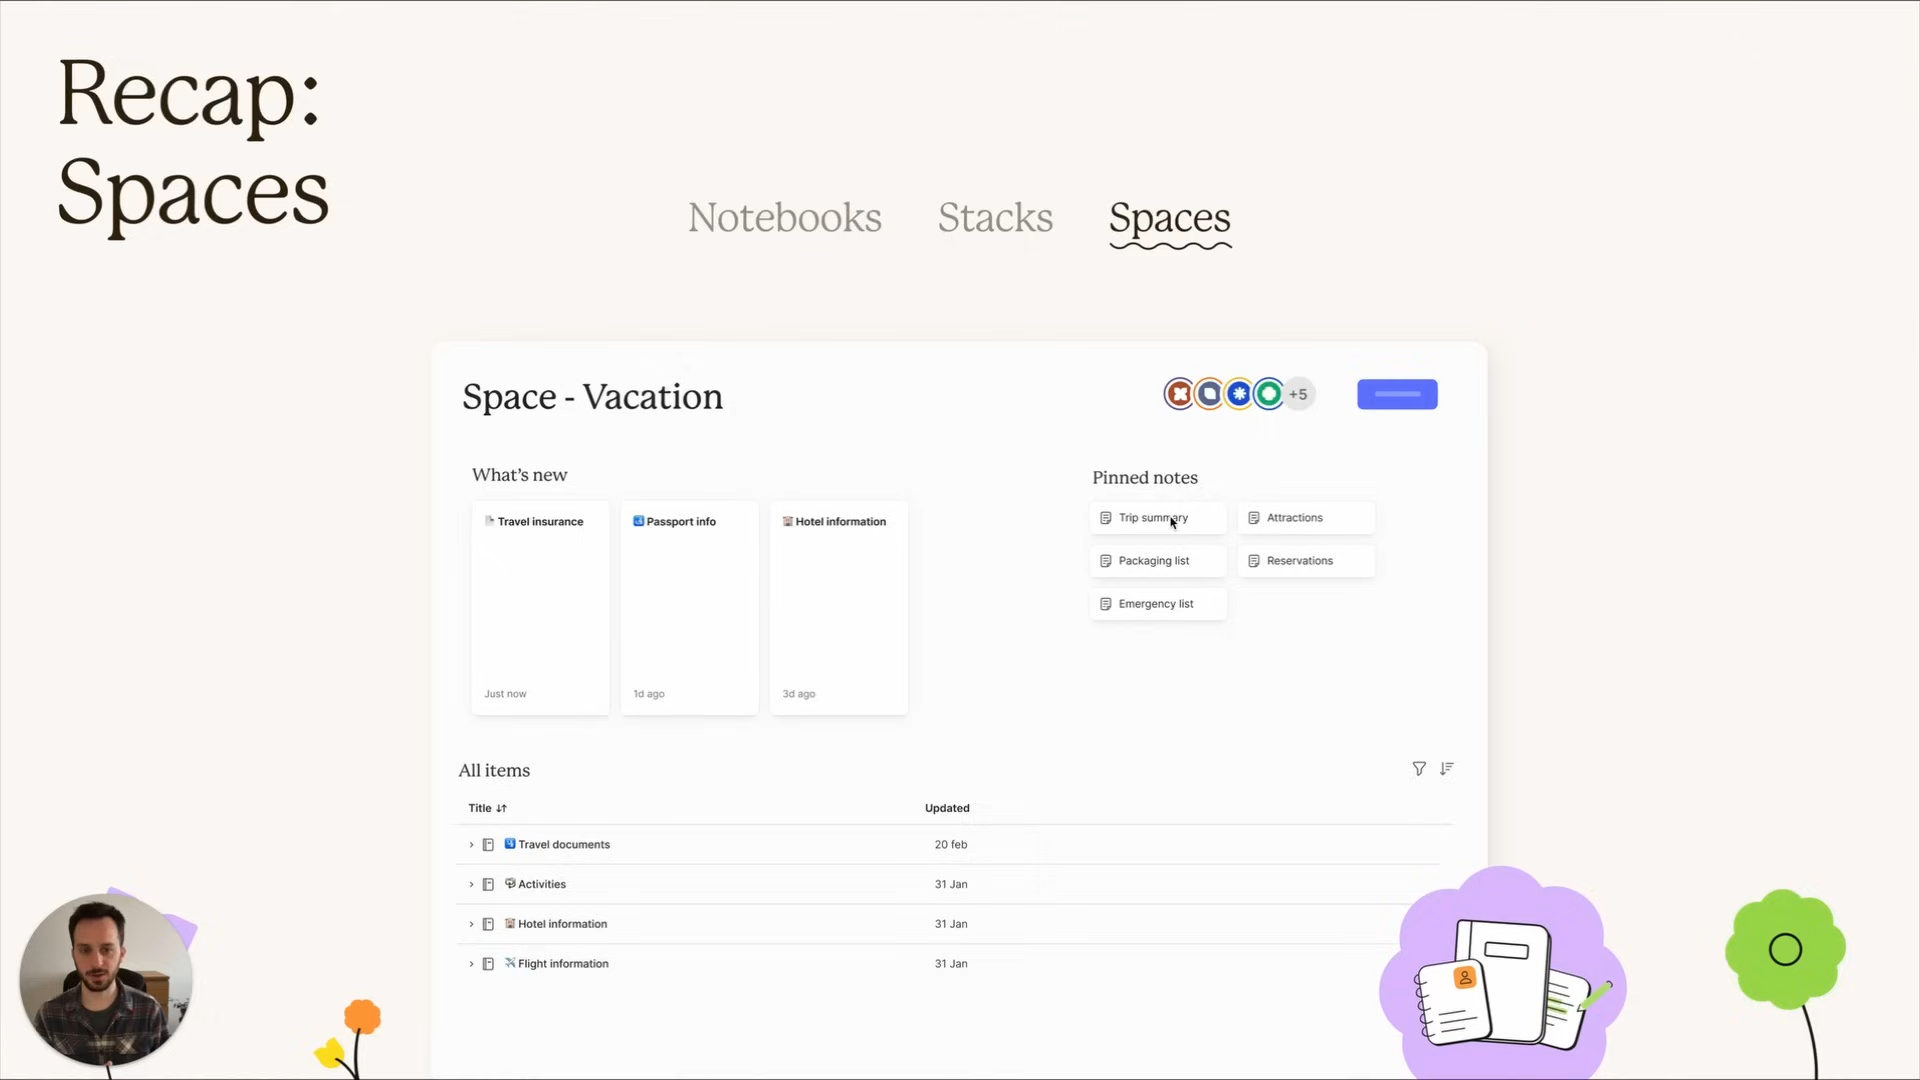 Recap:
Spaces
Notebooks Stacks Spaces
Space - Vacation
+5
What's new
Travel insurance
Just now
Passport info
1d ago
Hotel information
3d ago
Pinned notes
Trip summary
Attractions
Packaging list
Reservations
Emergency list
All items
Title Updated
Travel documents 20 feb
Activities 31 Jan
Hotel information 31 Jan
Flight information 31 Jan